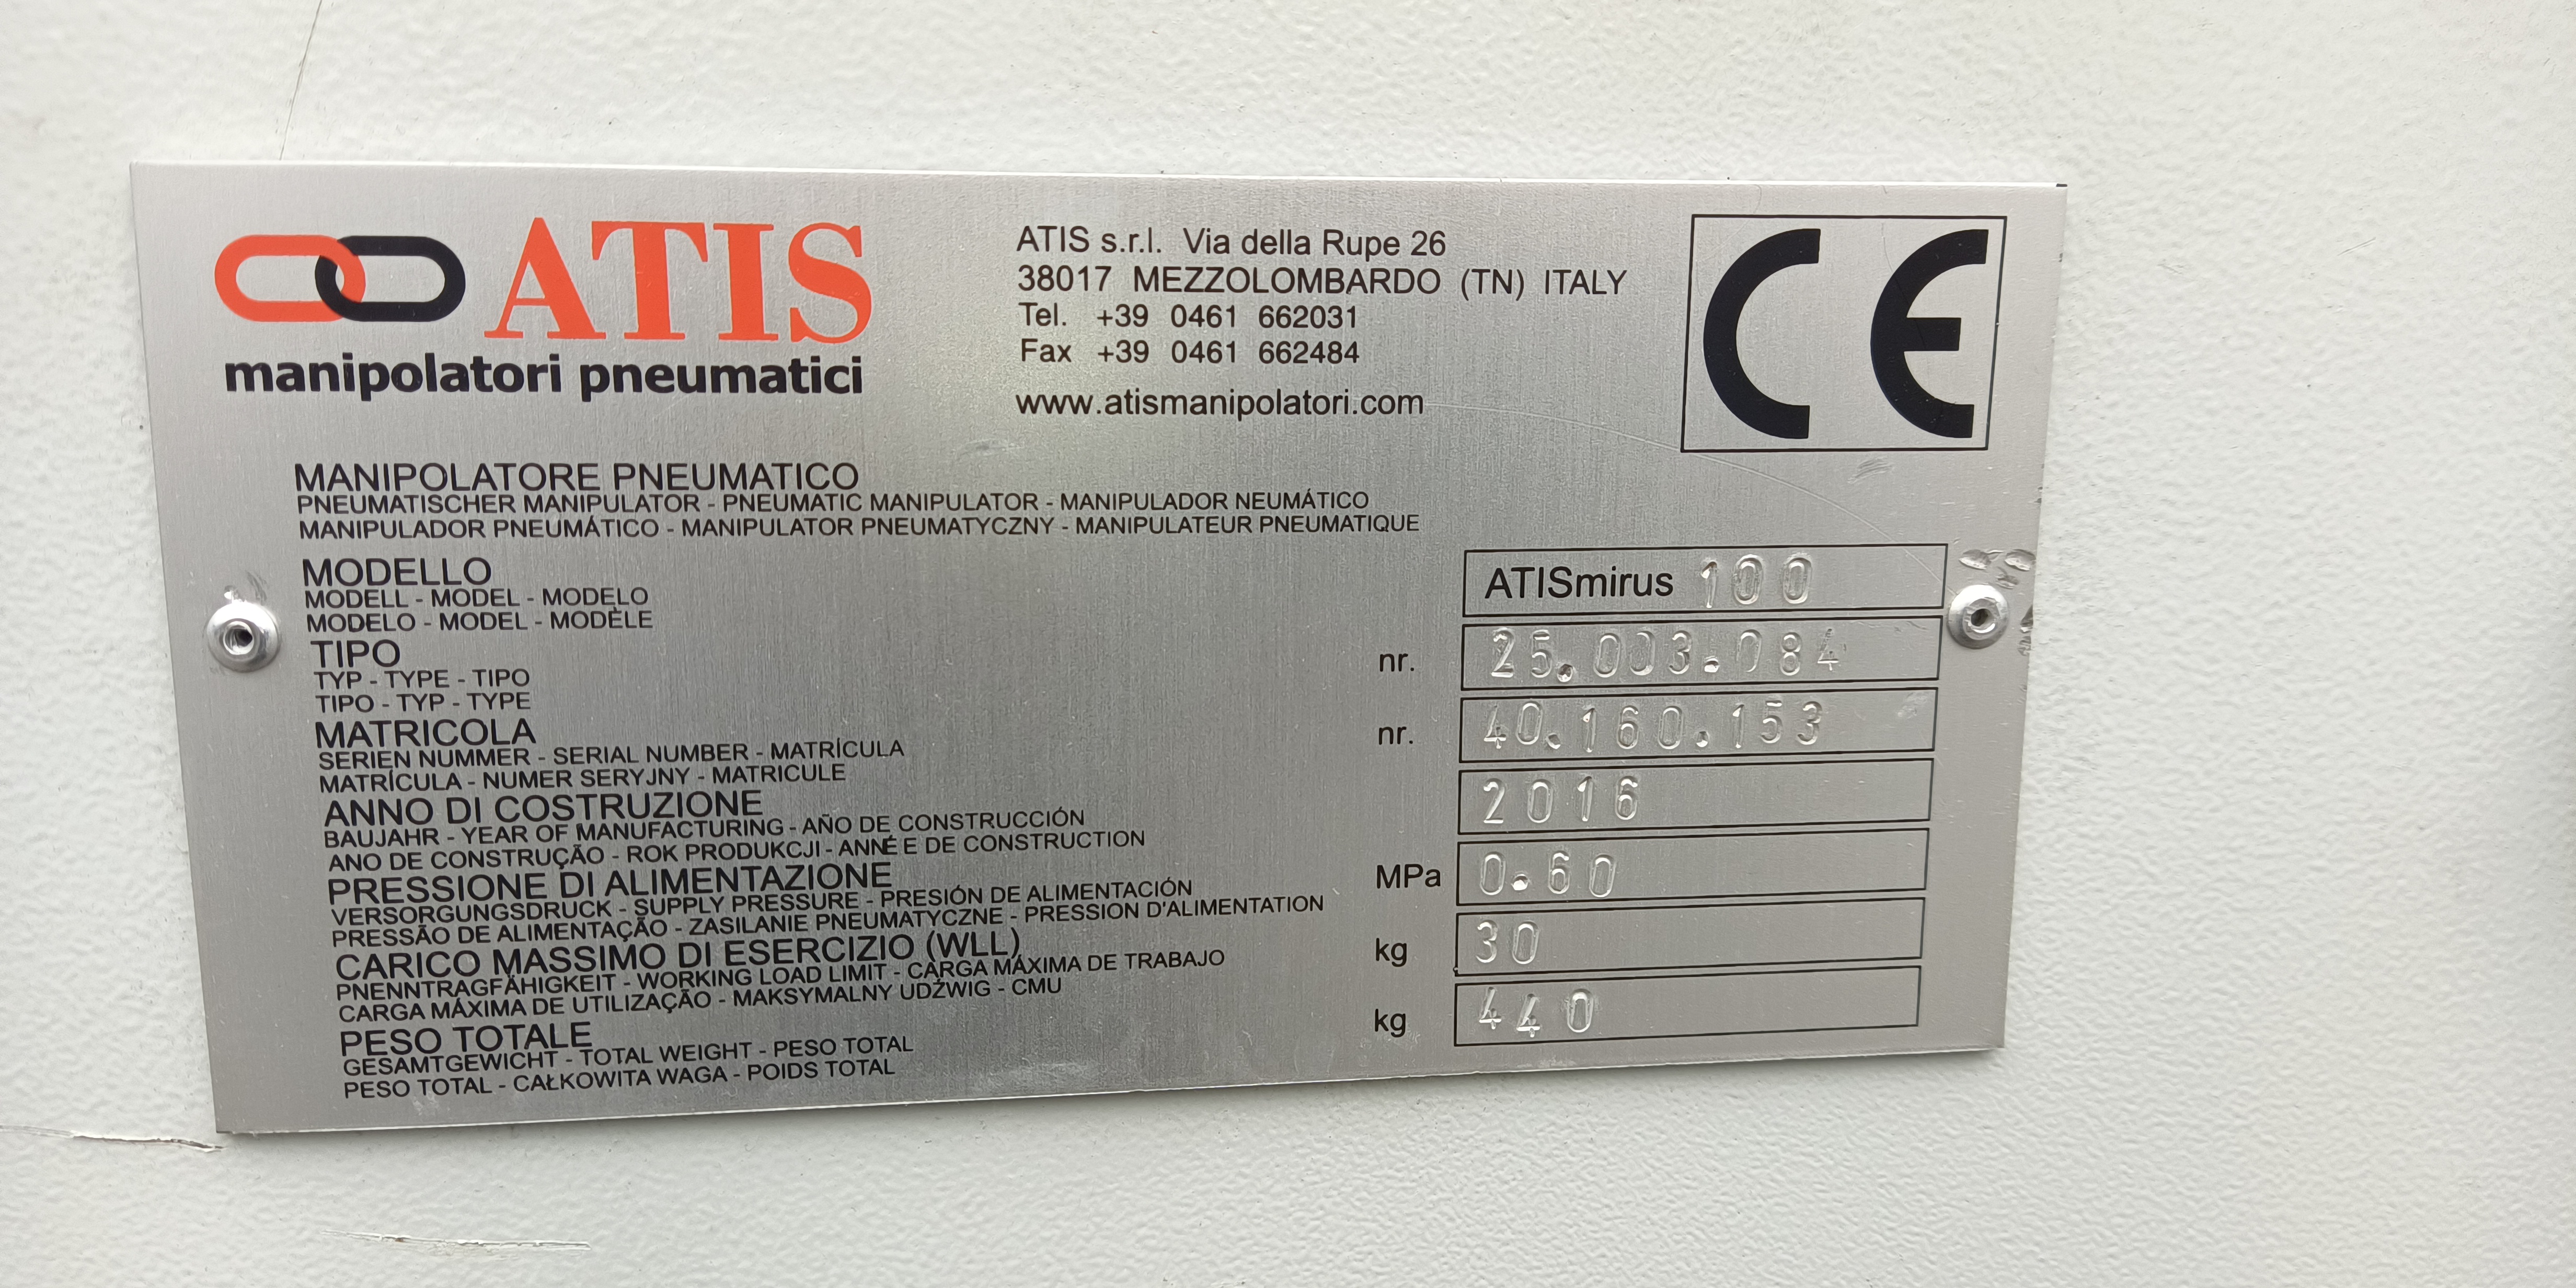 ATIS
manipolatori pneumatici
ATIS s.r.l. Via della Rupe 26
38017 MEZZOLOMBARDO (TN) ITALY
Tel. +39 0461 662031
Fax +39 0461 662484
www.atismanipolatori.com
CE
MANIPOLATORE PNEUMATICO
PNEUMATISCHER MANIPULATOR - PNEUMATIC MANIPULATOR - MANIPULADOR NEUMÁTICO
MANIPULADOR PNEUMÁTICO - MANIPULATOR PNEUMATYCZNY - MANIPULATEUR PNEUMATIQUE
MODELLO
MODELL - MODEL - MODELO
MODELO - MODEL - MODÈLE
ATISmirus 100
TIPO
TYP - TYPE - TIPO
TIPO - TYP - TYPE
nr. 25.003.084
MATRICOLA
SERIEN NUMMER - SERIAL NUMBER - MATRÍCULA
MATRÍCULA - NUMER SERYJNY - MATRICULE
nr. 40.160.153
ANNO DI COSTRUZIONE
BAUJAHR - YEAR OF MANUFACTURING - AÑO DE CONSTRUCCIÓN
ANO DE CONSTRUÇÃO - ROK PRODUKCJI - ANNÉE DE CONSTRUCTION
2016
PRESSIONE DI ALIMENTAZIONE
VERSORGUNGSDRUCK - SUPPLY PRESSURE - PRESIÓN DE ALIMENTACIÓN
PRESSÃO DE ALIMENTAÇÃO - ZASILANIE PNEUMATYCZNE - PRESSION D'ALIMENTATION
MPa 0.60
CARICO MASSIMO DI ESERCIZIO (WLL)
PNENNTRAGFÄHIGKEIT - WORKING LOAD LIMIT - CARGA MÁXIMA DE TRABAJO
CARGA MÁXIMA DE UTILIZAÇÃO - MAKSYMALNY UDŹWIG - CMU
kg 30
PESO TOTALE
GESAMTGEWICHT - TOTAL WEIGHT - PESO TOTAL
PESO TOTAL - CAŁKOWITA WAGA - POIDS TOTAL
kg 440